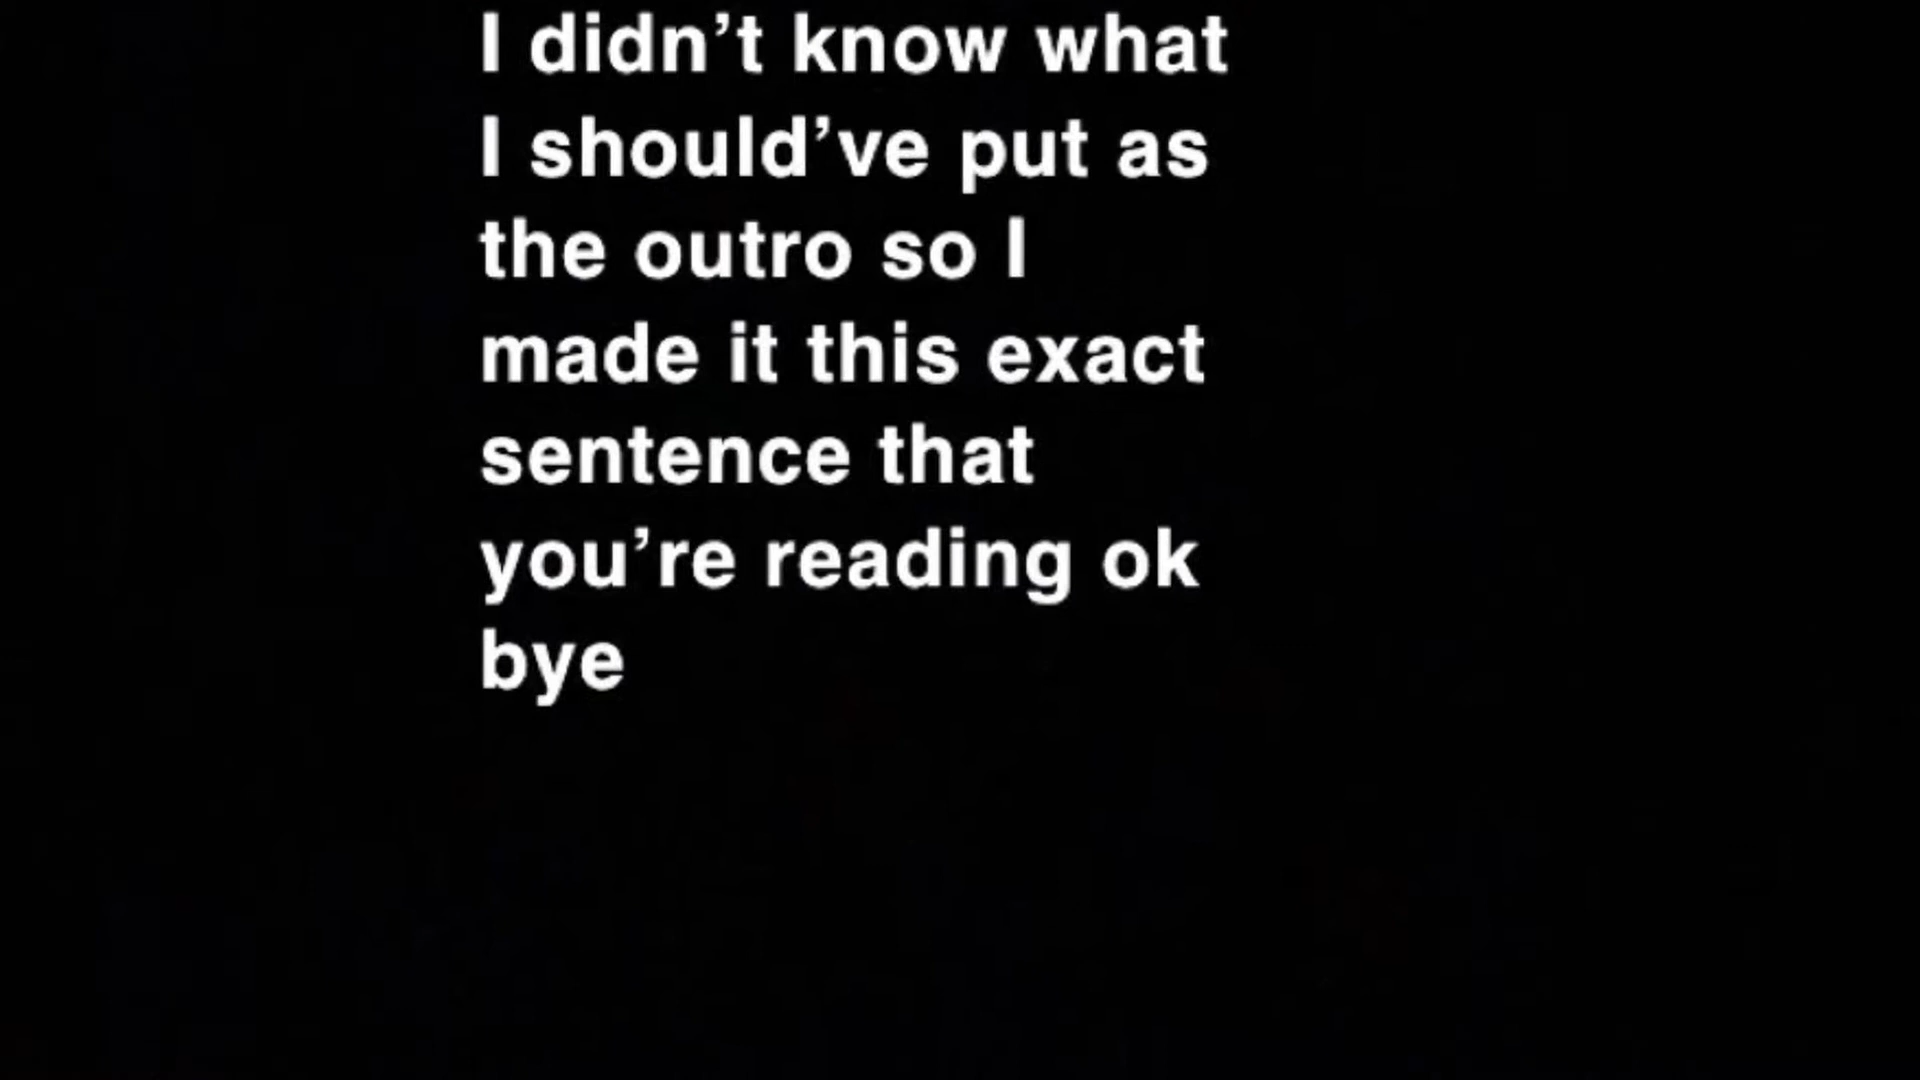 I didn’t know what
I should’ve put as
the outro so I
made it this exact
sentence that
you’re reading ok
bye